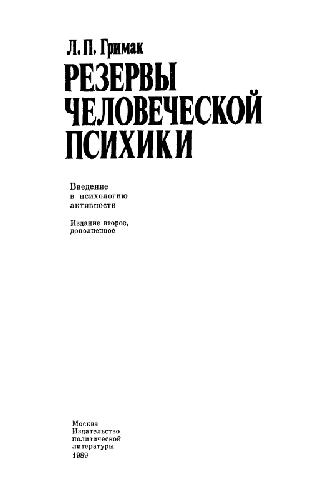 Л. П. Гримак
РЕЗЕРВЫ
ЧЕЛОВЕЧЕСКОЙ
ПСИХИКИ
Введение
в психологию
активности
Издание второе,
дополненное
Москва
Издательство
политической
литературы
1989